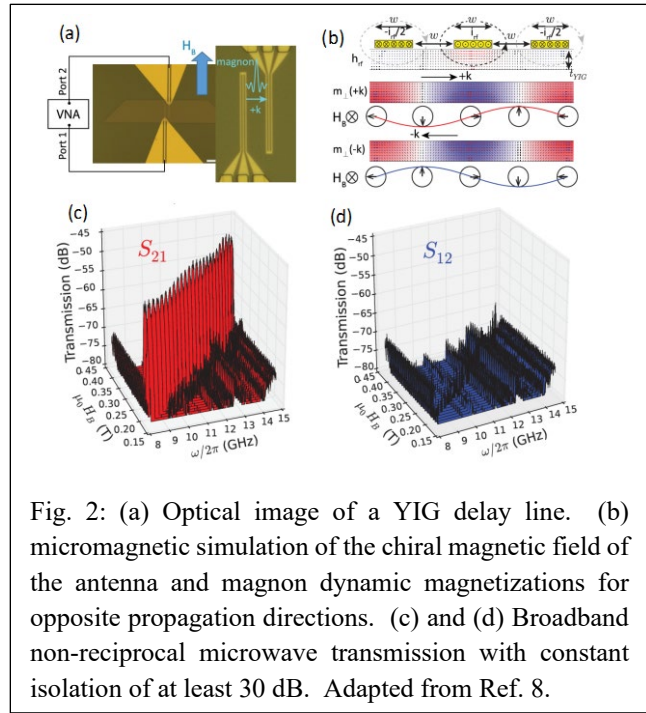 (a)
H_B
magnon
+k
Port 2
VNA
Port 1
(b)
w w w
-i_rf/2 w i_rf w -i_rf/2
h_rf
t_YIG
+k
m⊥(+k)
H_B⊗
-k
m⊥(-k)
H_B⊗
(c)
S_21
Transmission (dB)
-45
-50
-55
-60
-65
-70
-75
-80
0.45
0.40
0.35
0.30
0.25
0.20
0.15
μ_0 H_B (T)
8 9 10 11 12 13 14 15
ω/2π (GHz)
(d)
S_12
Transmission (dB)
-45
-50
-55
-60
-65
-70
-75
-80
0.45
0.40
0.35
0.30
0.25
0.20
0.15
μ_0 H_B (T)
8 9 10 11 12 13 14 15
ω/2π (GHz)
Fig. 2: (a) Optical image of a YIG delay line. (b)
micromagnetic simulation of the chiral magnetic field of
the antenna and magnon dynamic magnetizations for
opposite propagation directions. (c) and (d) Broadband
non-reciprocal microwave transmission with constant
isolation of at least 30 dB. Adapted from Ref. 8.